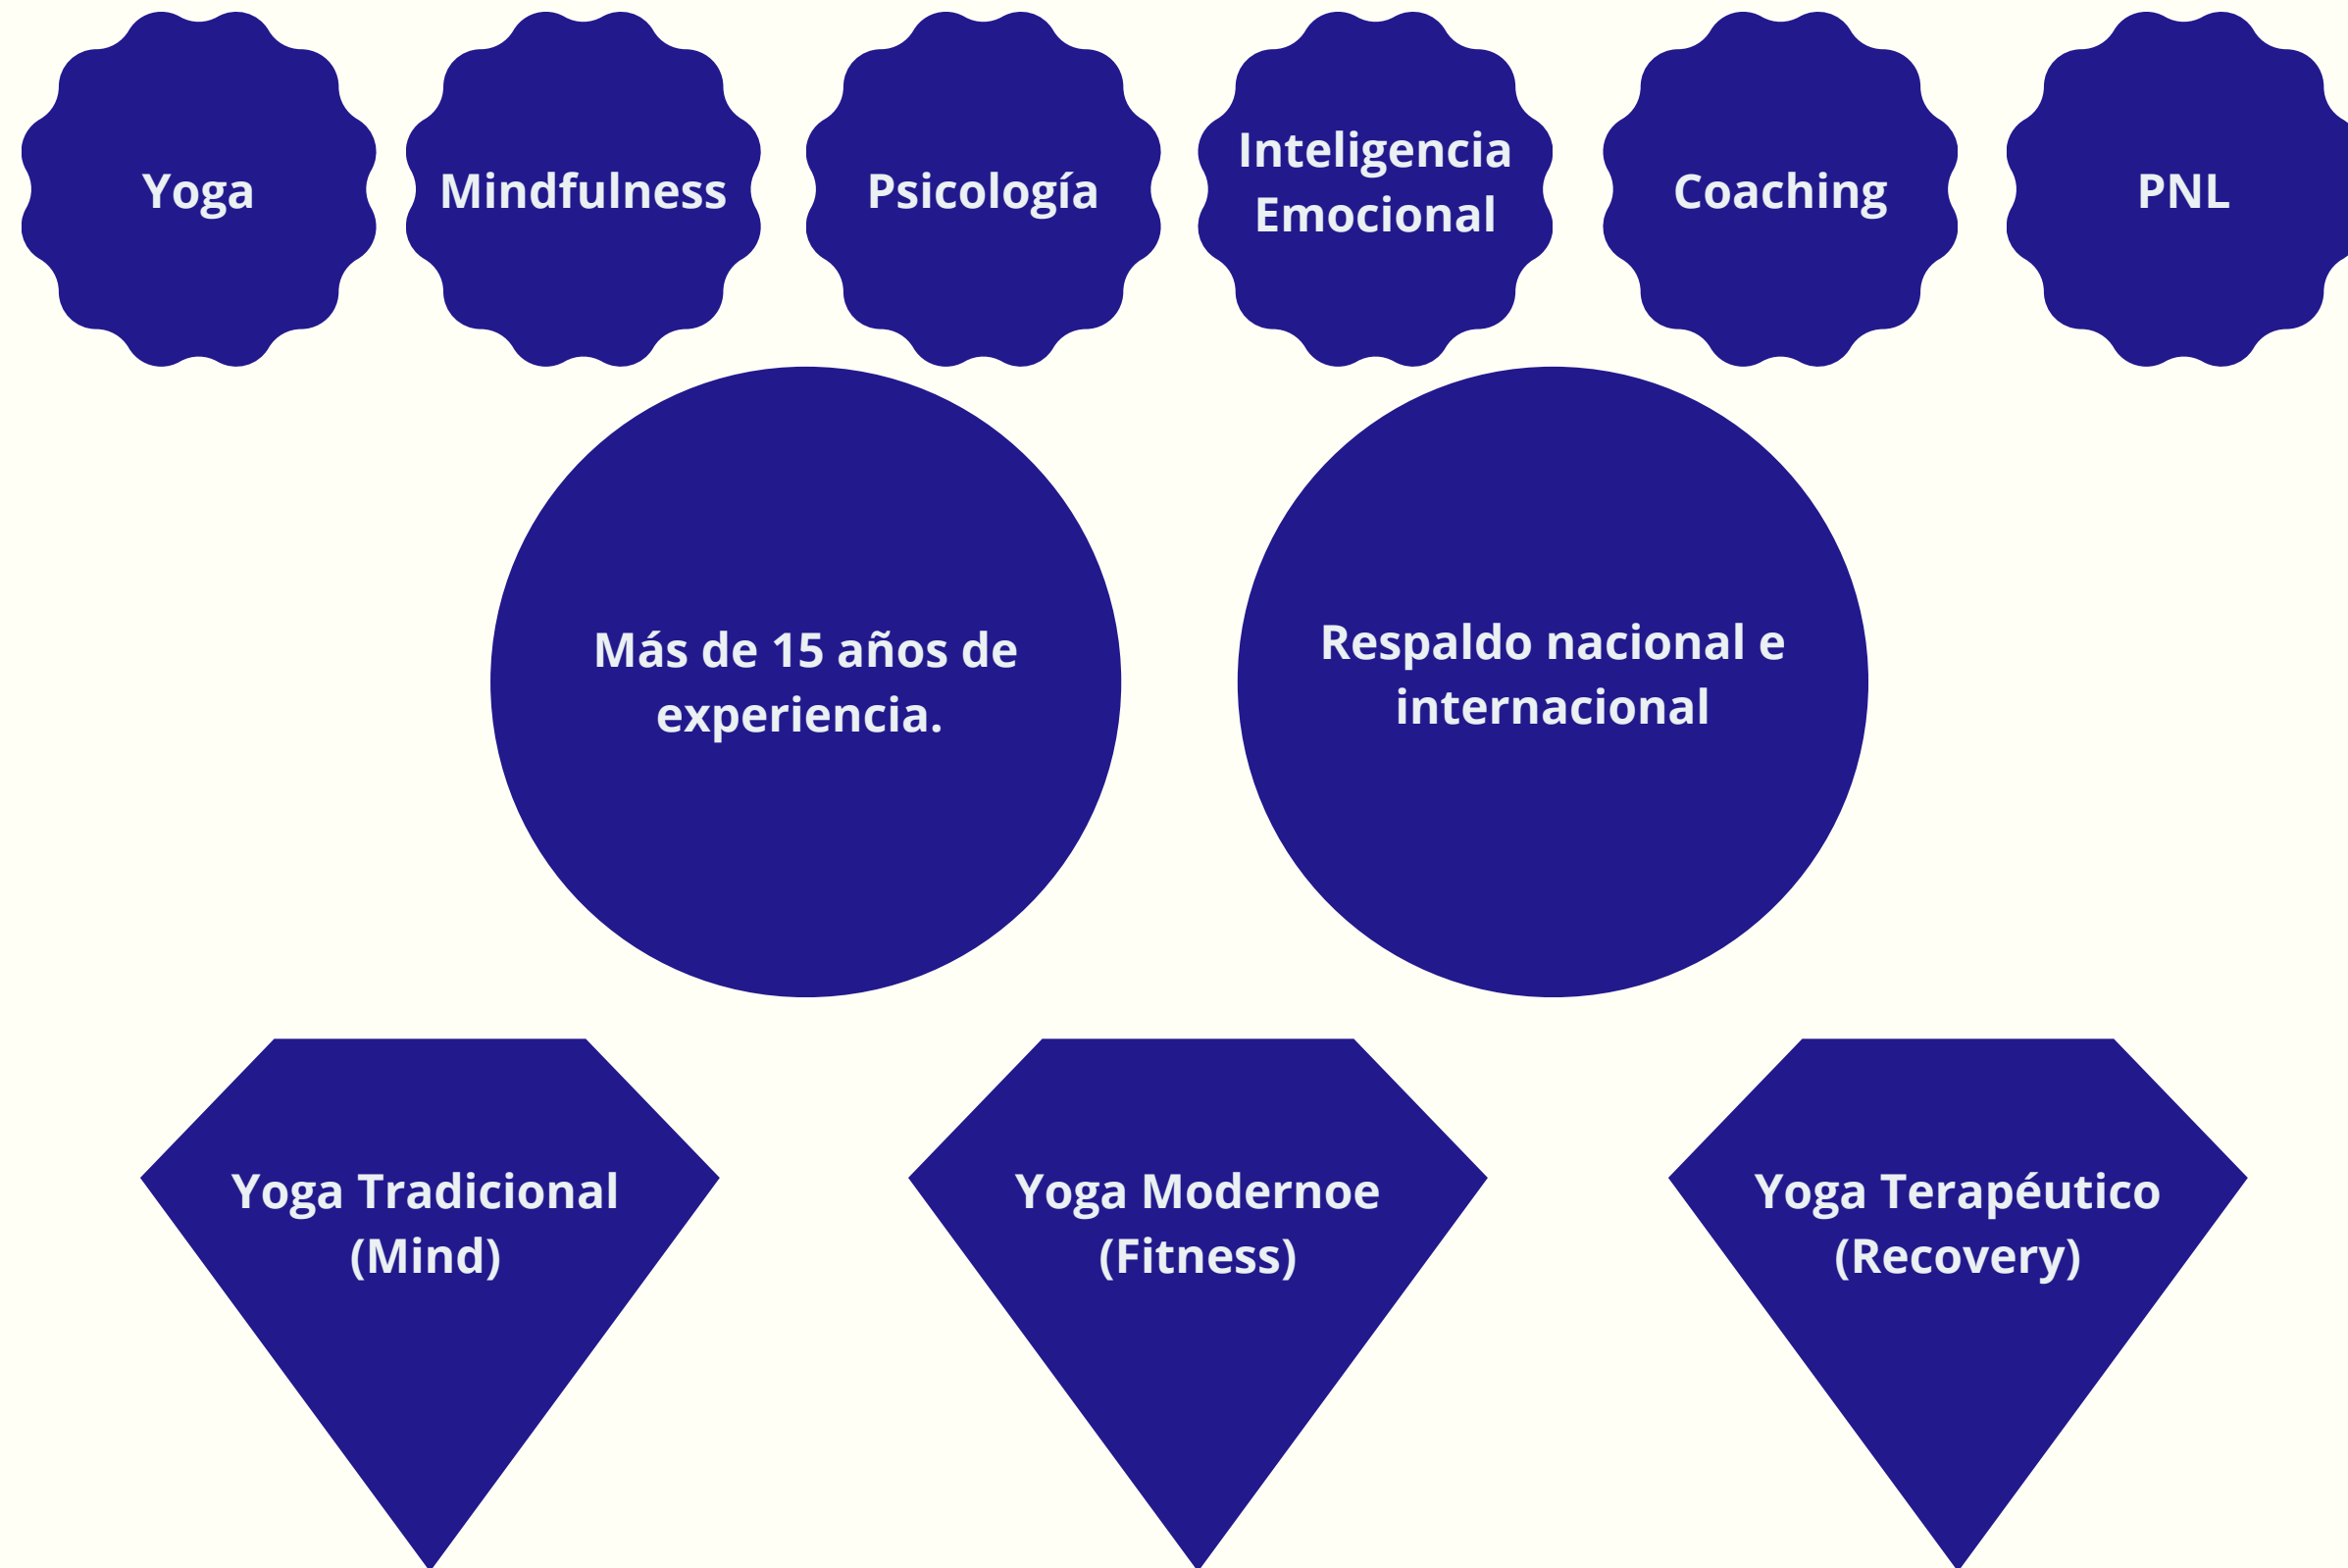 Yoga
Mindfulness
Psicología
Inteligencia
Emocional
Coaching
PNL
Más de 15 años de
experiencia.
Respaldo nacional e
internacional
Yoga Tradicional
(Mind)
Yoga Modernoe
(Fitness)
Yoga Terapéutico
(Recovery)